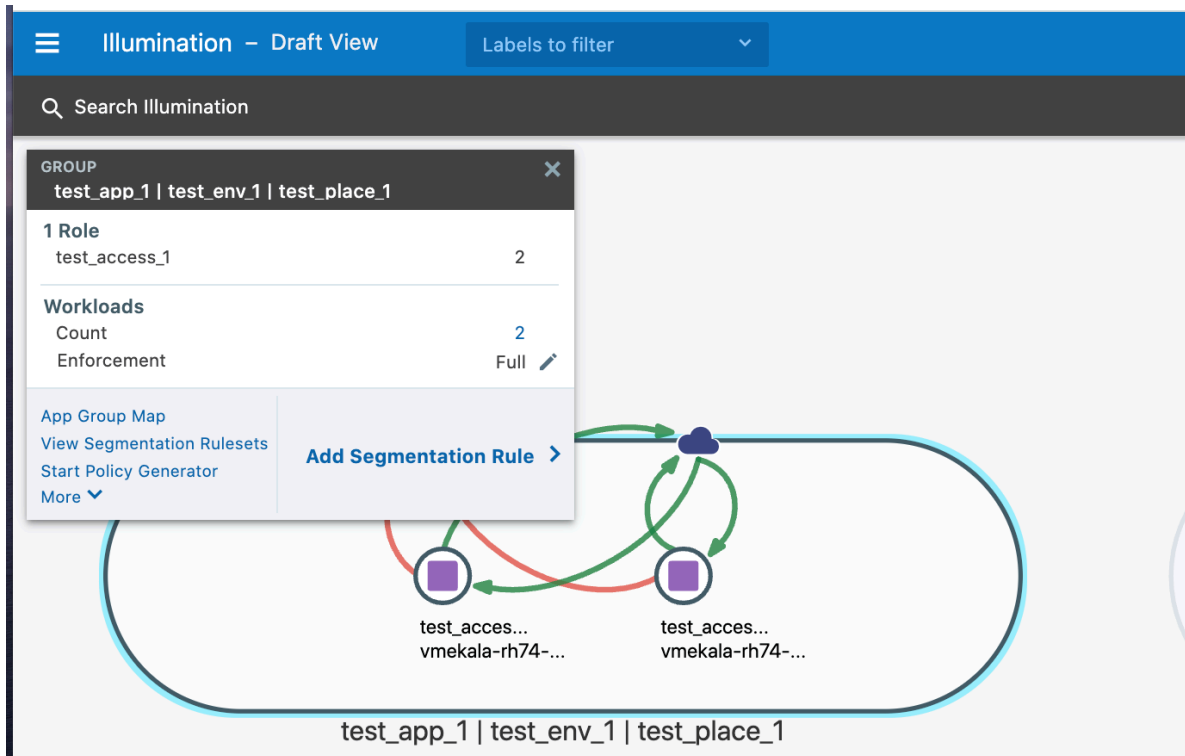 Illumination – Draft View
Labels to filter
Search Illumination
GROUP
test_app_1 | test_env_1 | test_place_1
1 Role
test_access_1 2
Workloads
Count 2
Enforcement Full
App Group Map
View Segmentation Rulesets
Start Policy Generator
More
Add Segmentation Rule
test_acces... test_acces...
vmekala-rh74-... vmekala-rh74-...
test_app_1 | test_env_1 | test_place_1